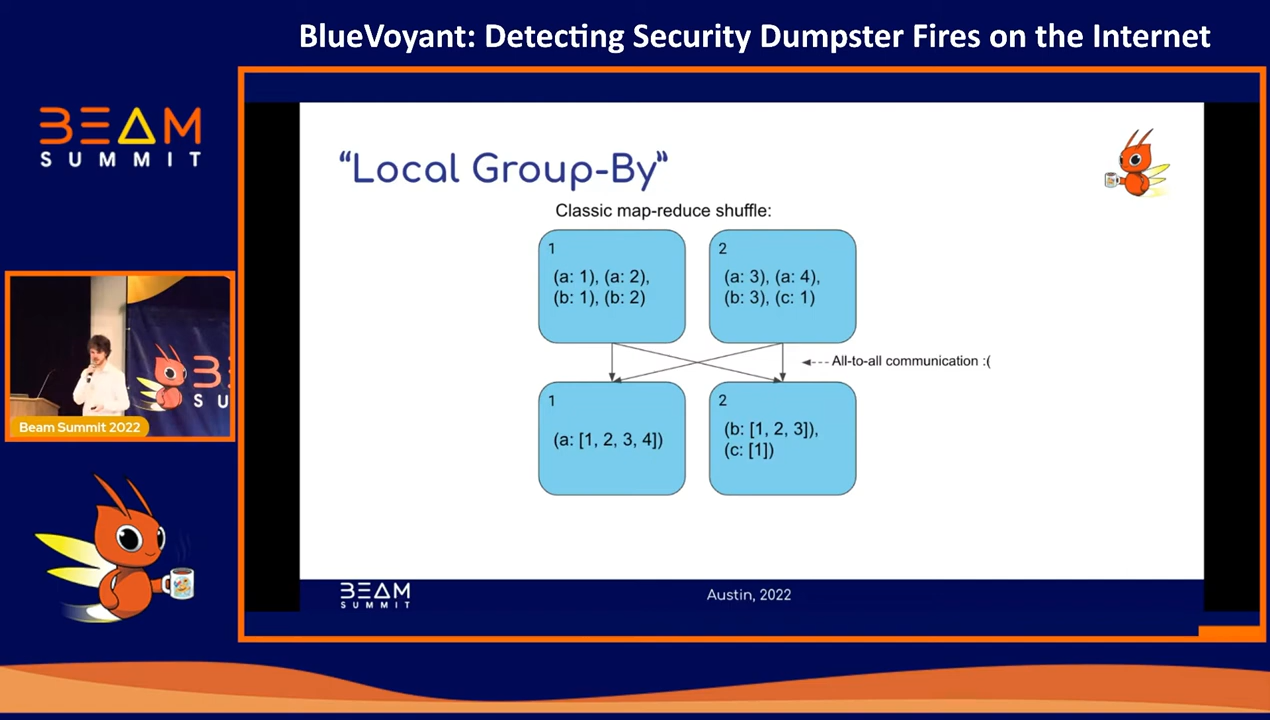 BlueVoyant: Detecting Security Dumpster Fires on the Internet
BEAM
SUMMIT
“Local Group-By”
Classic map-reduce shuffle:
1
(a: 1), (a: 2),
(b: 1), (b: 2)
2
(a: 3), (a: 4),
(b: 3), (c: 1)
All-to-all communication :(
1
(a: [1, 2, 3, 4])
2
(b: [1, 2, 3]),
(c: [1])
B
S U
Beam Summit 2022
BEAM
SUMMIT
Austin, 2022